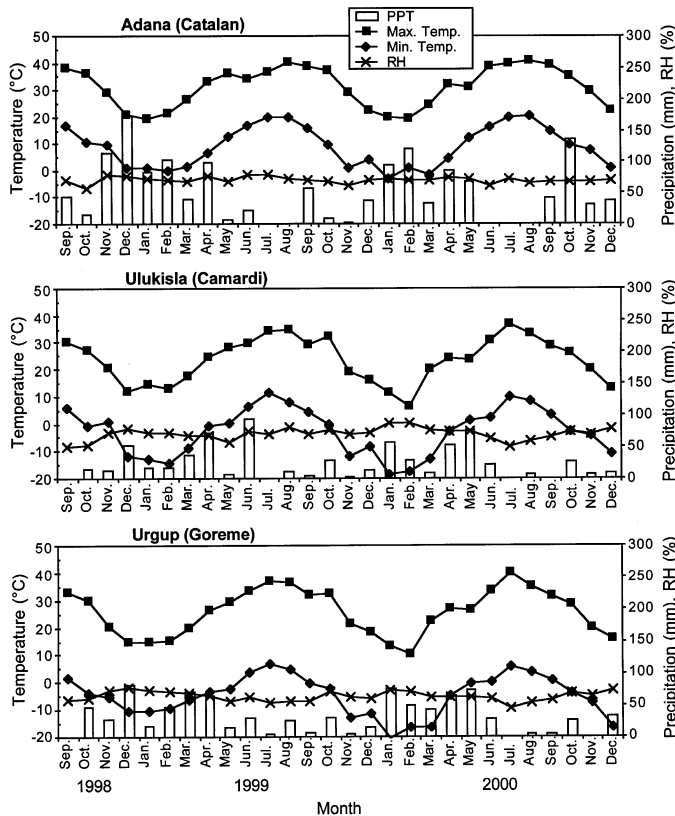 Adana (Catalan)
PPT
Max. Temp.
Min. Temp.
RH
Temperature (°C)
50
40
30
20
10
0
-10
-20
Precipitation (mm), RH (%)
300
250
200
150
100
50
0
Sep. Oct. Nov. Dec. Jan. Feb. Mar. Apr. May Jun. Jul. Aug. Sep. Oct. Nov. Dec. Jan. Feb. Mar. Apr. May Jun. Jul. Aug. Sep. Oct. Nov. Dec.
Ulukisla (Camardi)
Temperature (°C)
50
40
30
20
10
0
-10
-20
Precipitation (mm), RH (%)
300
250
200
150
100
50
0
Sep. Oct. Nov. Dec. Jan. Feb. Mar. Apr. May Jun. Jul. Aug. Sep. Oct. Nov. Dec. Jan. Feb. Mar. Apr. May Jun. Jul. Aug. Sep. Oct. Nov. Dec.
Urgup (Goreme)
Temperature (°C)
50
40
30
20
10
0
-10
-20
Precipitation (mm), RH (%)
300
250
200
150
100
50
0
Sep. Oct. Nov. Dec. Jan. Feb. Mar. Apr. May Jun. Jul. Aug. Sep. Oct. Nov. Dec. Jan. Feb. Mar. Apr. May Jun. Jul. Aug. Sep. Oct. Nov. Dec.
1998 1999 2000
Month